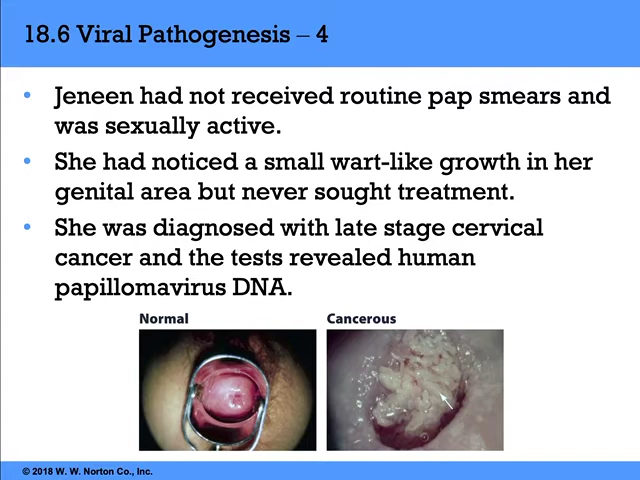 18.6 Viral Pathogenesis – 4
• Jeneen had not received routine pap smears and
was sexually active.
• She had noticed a small wart-like growth in her
genital area but never sought treatment.
• She was diagnosed with late stage cervical
cancer and the tests revealed human
papillomavirus DNA.
Normal
Cancerous
© 2018 W. W. Norton Co., Inc.